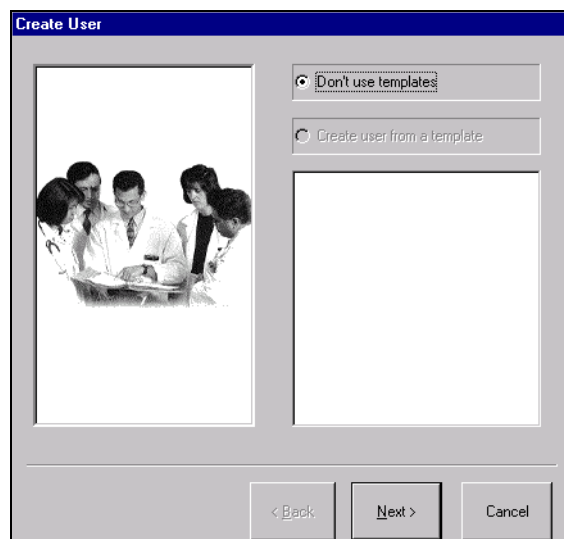 Create User
Don't use templates
Create user from a template
< Back
Next >
Cancel